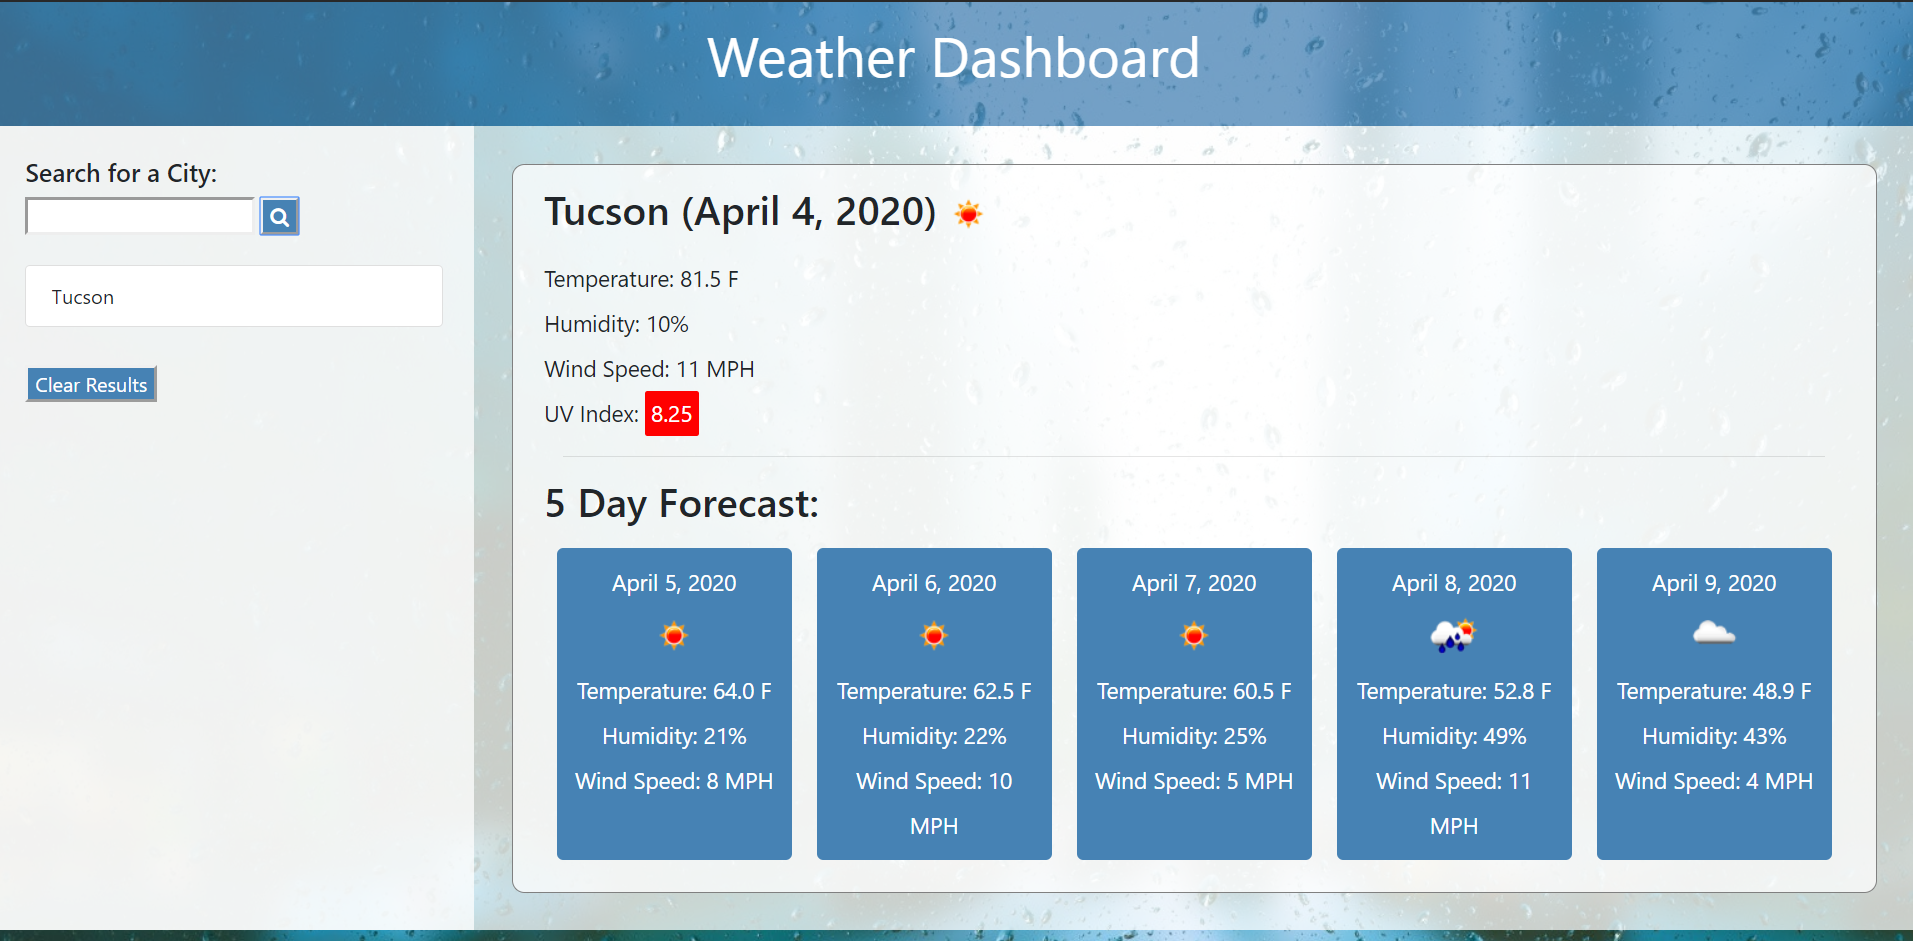 Weather Dashboard
Search for a City:
Tucson
Clear Results
Tucson (April 4, 2020)
Temperature: 81.5 F
Humidity: 10%
Wind Speed: 11 MPH
UV Index: 8.25
5 Day Forecast:
April 5, 2020
Temperature: 64.0 F
Humidity: 21%
Wind Speed: 8 MPH
April 6, 2020
Temperature: 62.5 F
Humidity: 22%
Wind Speed: 10
MPH
April 7, 2020
Temperature: 60.5 F
Humidity: 25%
Wind Speed: 5 MPH
April 8, 2020
Temperature: 52.8 F
Humidity: 49%
Wind Speed: 11
MPH
April 9, 2020
Temperature: 48.9 F
Humidity: 43%
Wind Speed: 4 MPH